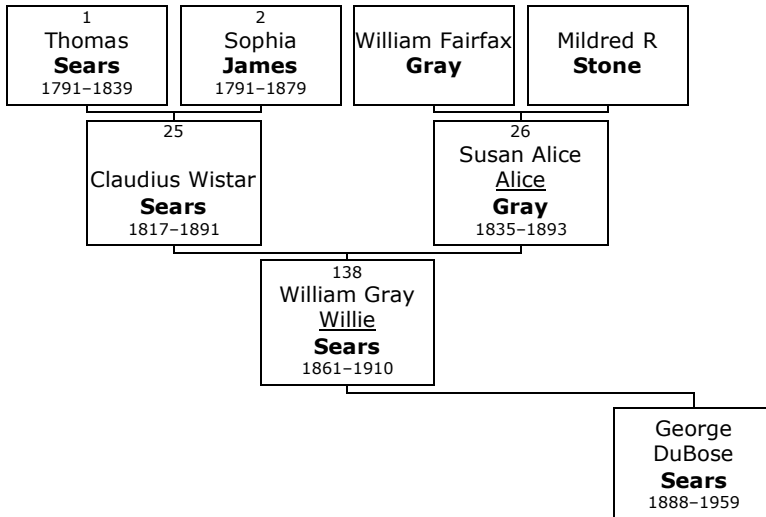 1
Thomas
Sears
1791–1839
2
Sophia
James
1791–1879
William Fairfax
Gray
Mildred R
Stone
25
Claudius Wistar
Sears
1817–1891
26
Susan Alice
Alice
Gray
1835–1893
138
William Gray
Willie
Sears
1861–1910
George
DuBose
Sears
1888–1959